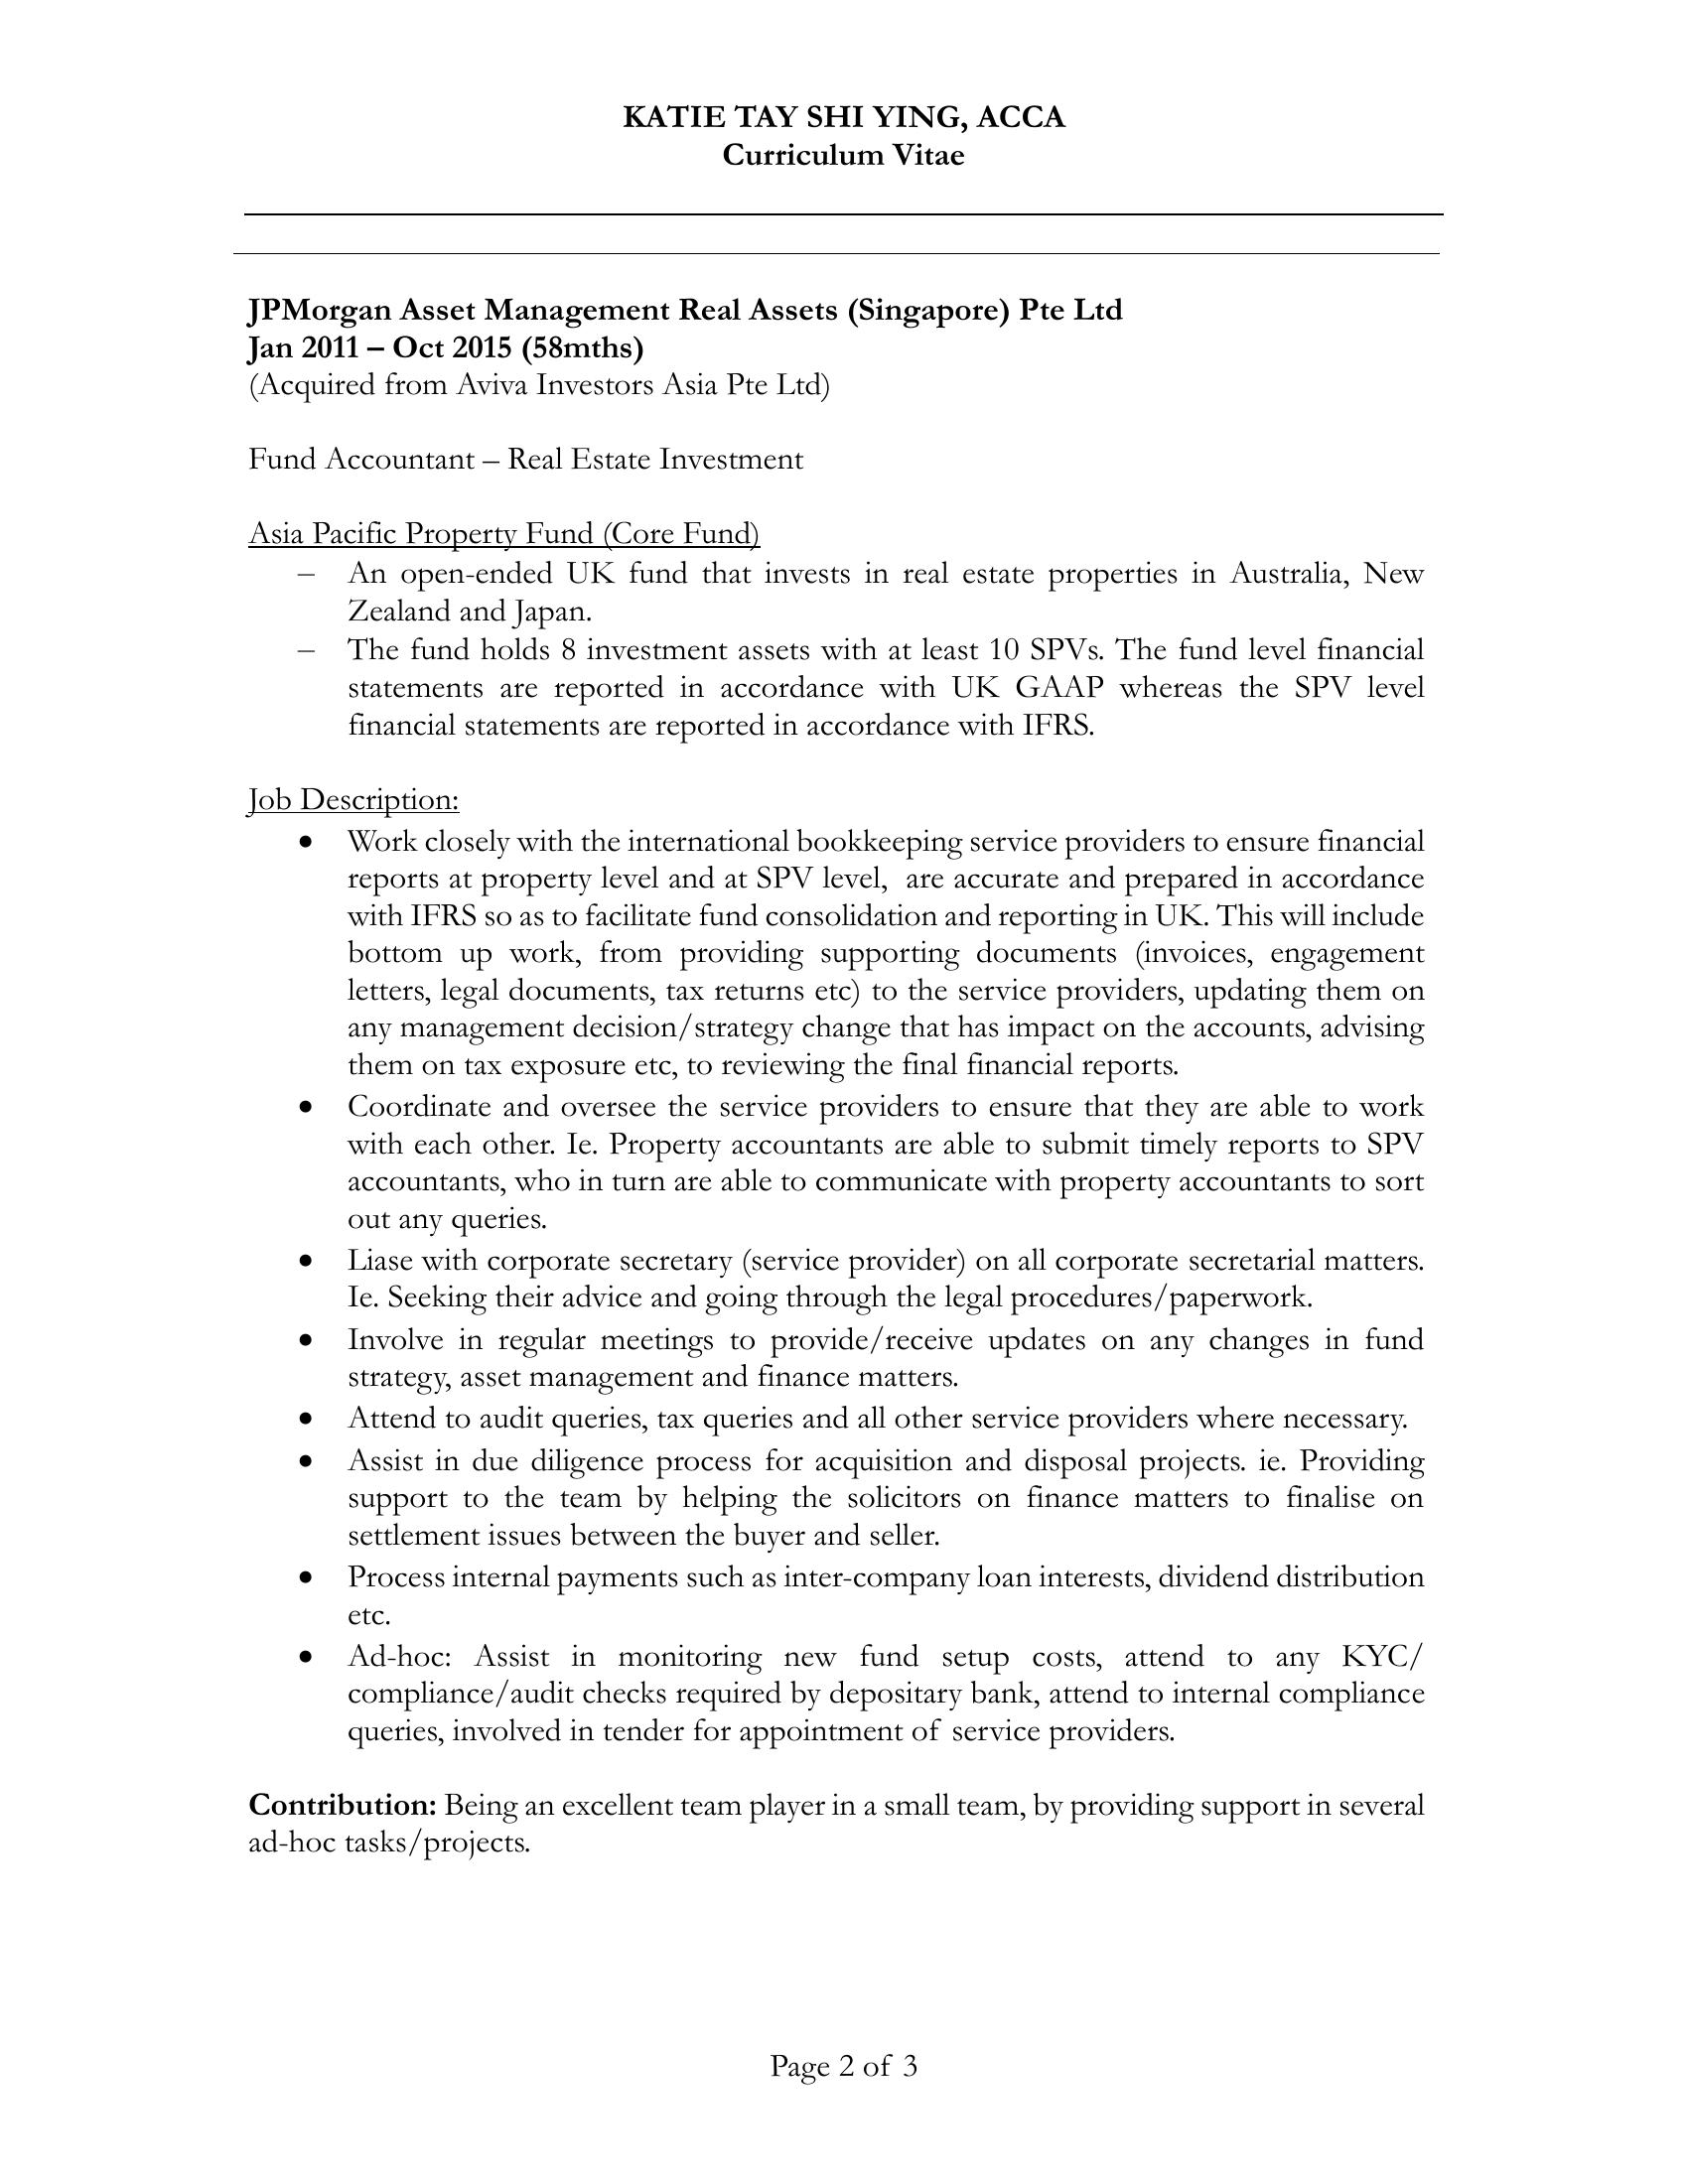 KATIE TAY SHI YING, ACCA
Curriculum Vitae
JPMorgan Asset Management Real Assets (Singapore) Pte Ltd
Jan 2011 – Oct 2015 (58mths)
(Acquired from Aviva Investors Asia Pte Ltd)
Fund Accountant – Real Estate Investment
Asia Pacific Property Fund (Core Fund)
– An open-ended UK fund that invests in real estate properties in Australia, New
Zealand and Japan.
– The fund holds 8 investment assets with at least 10 SPVs. The fund level financial
statements are reported in accordance with UK GAAP whereas the SPV level
financial statements are reported in accordance with IFRS.
Job Description:
• Work closely with the international bookkeeping service providers to ensure financial
reports at property level and at SPV level,  are accurate and prepared in accordance
with IFRS so as to facilitate fund consolidation and reporting in UK. This will include
bottom up work, from providing supporting documents (invoices, engagement
letters, legal documents, tax returns etc) to the service providers, updating them on
any management decision/strategy change that has impact on the accounts, advising
them on tax exposure etc, to reviewing the final financial reports.
• Coordinate and oversee the service providers to ensure that they are able to work
with each other. Ie. Property accountants are able to submit timely reports to SPV
accountants, who in turn are able to communicate with property accountants to sort
out any queries.
• Liase with corporate secretary (service provider) on all corporate secretarial matters.
Ie. Seeking their advice and going through the legal procedures/paperwork.
• Involve in regular meetings to provide/receive updates on any changes in fund
strategy, asset management and finance matters.
• Attend to audit queries, tax queries and all other service providers where necessary.
• Assist in due diligence process for acquisition and disposal projects. ie. Providing
support to the team by helping the solicitors on finance matters to finalise on
settlement issues between the buyer and seller.
• Process internal payments such as inter-company loan interests, dividend distribution
etc.
• Ad-hoc: Assist in monitoring new fund setup costs, attend to any KYC/
compliance/audit checks required by depositary bank, attend to internal compliance
queries, involved in tender for appointment of service providers.
Contribution: Being an excellent team player in a small team, by providing support in several
ad-hoc tasks/projects.
Page 2 of 3